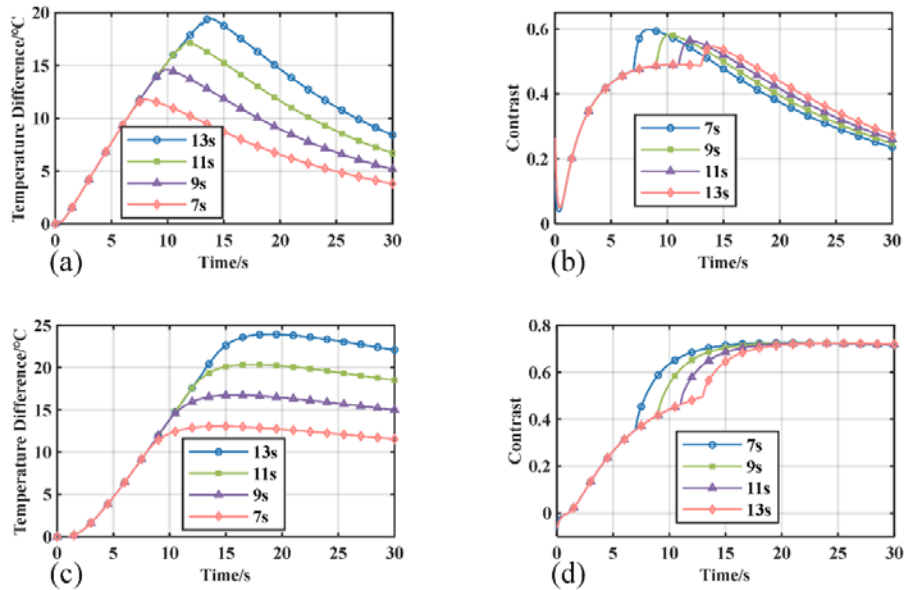 Temperature Difference/°C
20
15
10
5
0
13s
11s
9s
7s
0 5 10 15 20 25 30
Time/s
(a)
Contrast
0.6
0.4
0.2
0
7s
9s
11s
13s
0 5 10 15 20 25 30
Time/s
(b)
Temperature Difference/°C
25
20
15
10
5
0
13s
11s
9s
7s
0 5 10 15 20 25 30
Time/s
(c)
Contrast
0.8
0.6
0.4
0.2
0
7s
9s
11s
13s
0 5 10 15 20 25 30
Time/s
(d)